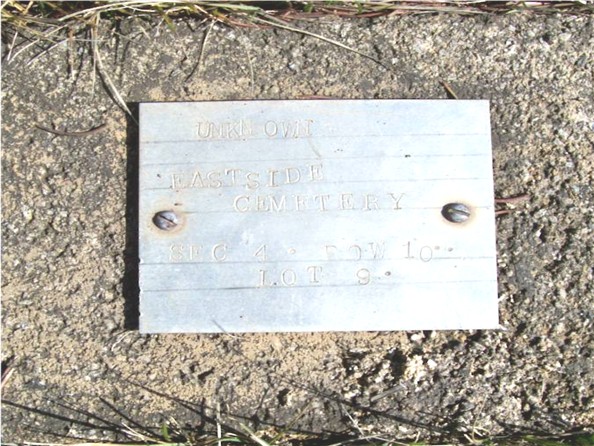 UNKNOWN
EASTSIDE
CEMETERY
SEC 4 ROW 10
LOT 9